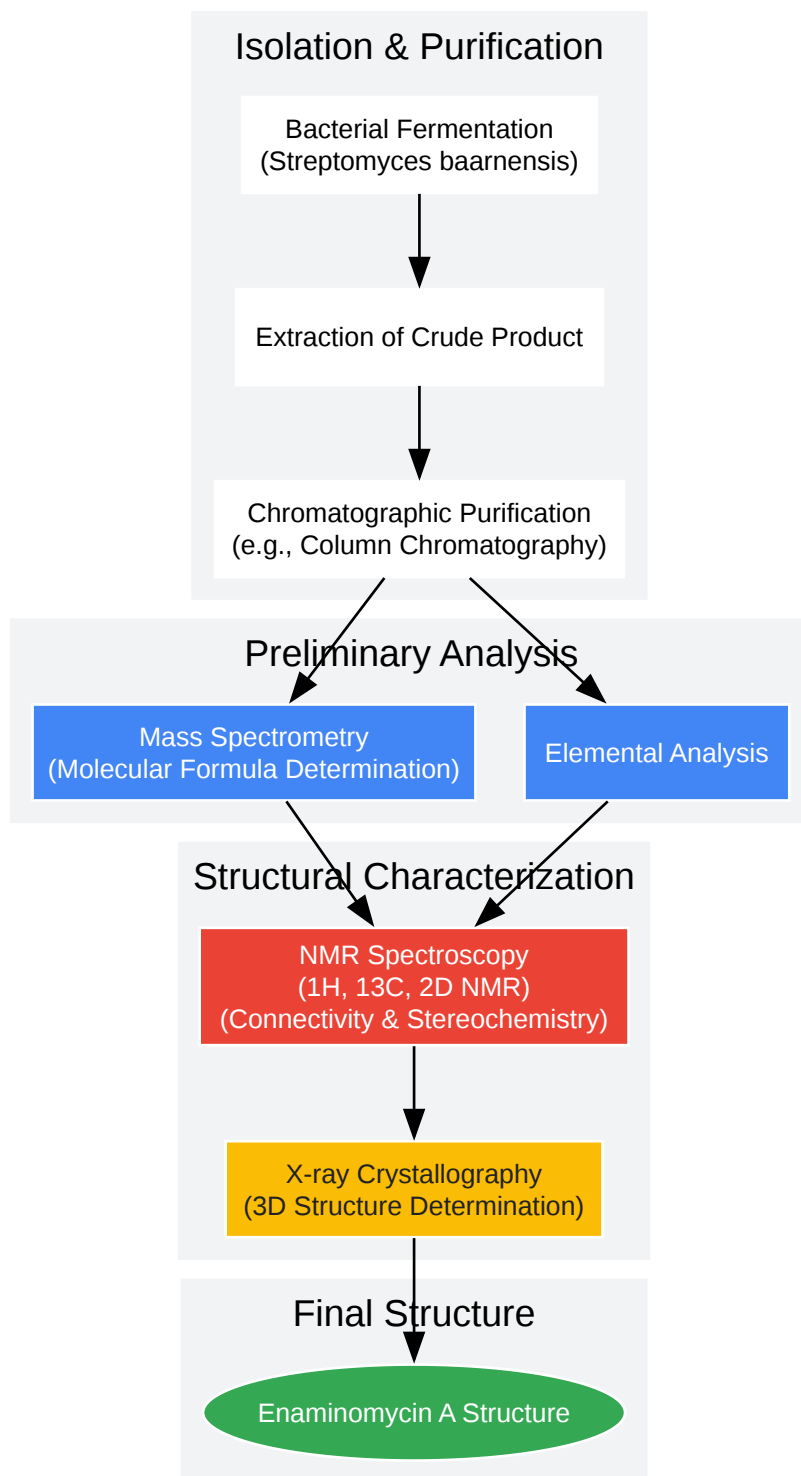 Isolation & Purification
Bacterial Fermentation
(Streptomyces baarnensis)
Extraction of Crude Product
Chromatographic Purification
(e.g., Column Chromatography)
Preliminary Analysis
Mass Spectrometry
(Molecular Formula Determination)
Elemental Analysis
Structural Characterization
NMR Spectroscopy
(1H, 13C, 2D NMR)
(Connectivity & Stereochemistry)
X-ray Crystallography
(3D Structure Determination)
Final Structure
Enaminomycin A Structure